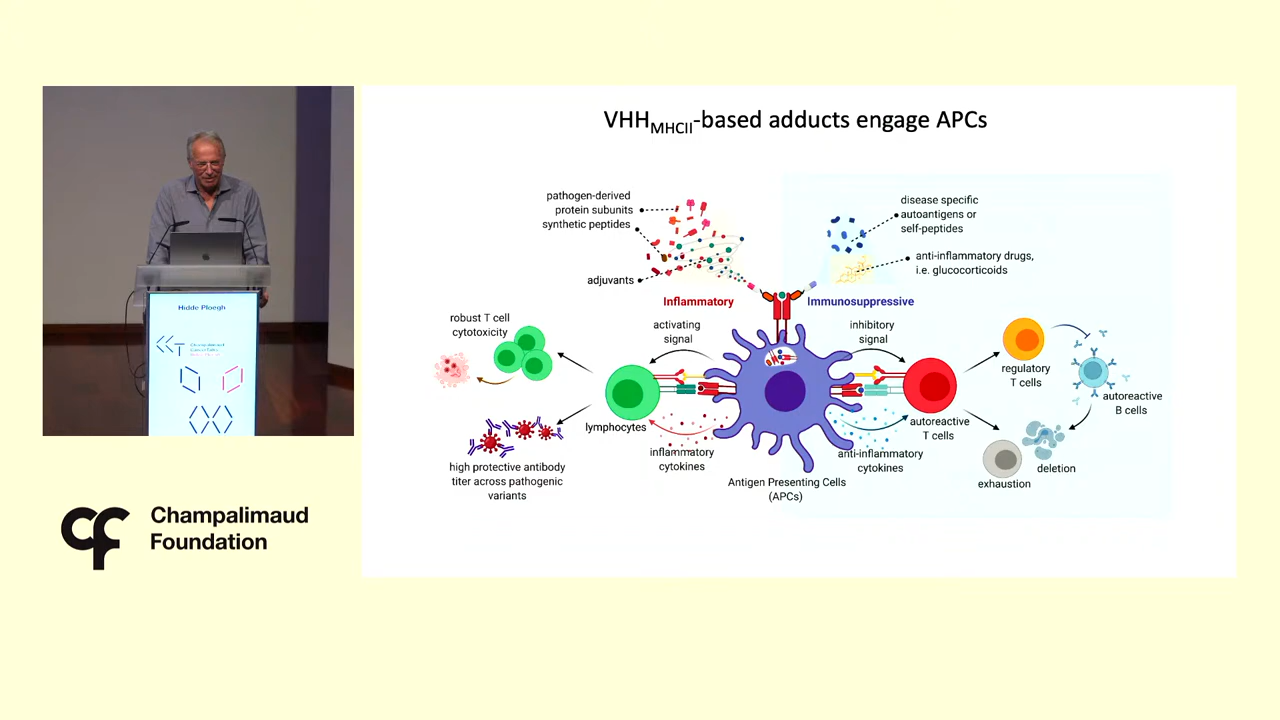 VHHMHCII-based adducts engage APCs
pathogen-derived
protein subunits
synthetic peptides
adjuvants
disease specific
autoantigens or
self-peptides
anti-inflammatory drugs,
i.e. glucocorticoids
Inflammatory
Immunosuppressive
robust T cell
cytotoxicity
activating
signal
inhibitory
signal
regulatory
T cells
autoreactive
B cells
lymphocytes
autoreactive
T cells
inflammatory
cytokines
anti-inflammatory
cytokines
high protective antibody
titer across pathogenic
variants
Antigen Presenting Cells
(APCs)
deletion
exhaustion
Hidde Ploegh
Champalimaud
Foundation